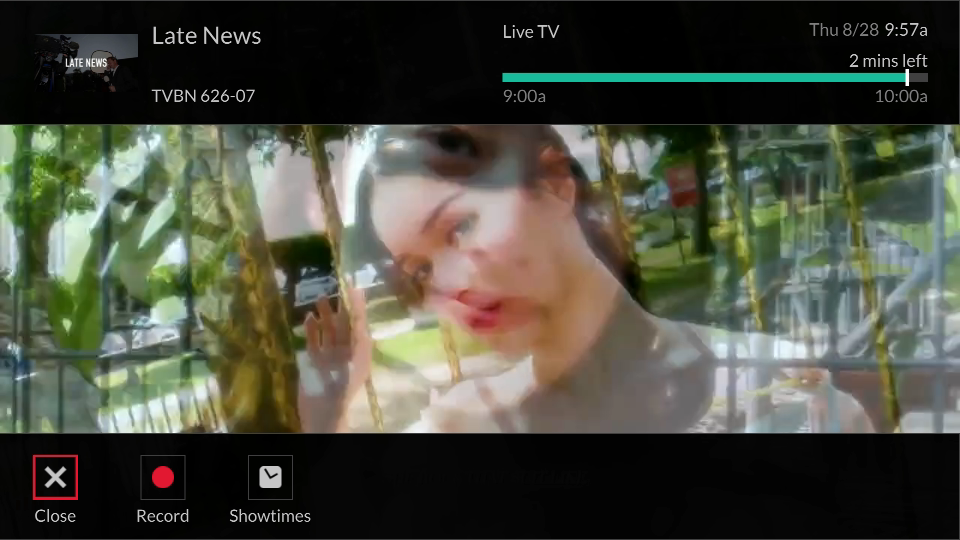 Late News
LATE NEWS
TVBN 626-07
Live TV
Thu 8/28 9:57a
2 mins left
9:00a
10:00a
Close
Record
Showtimes